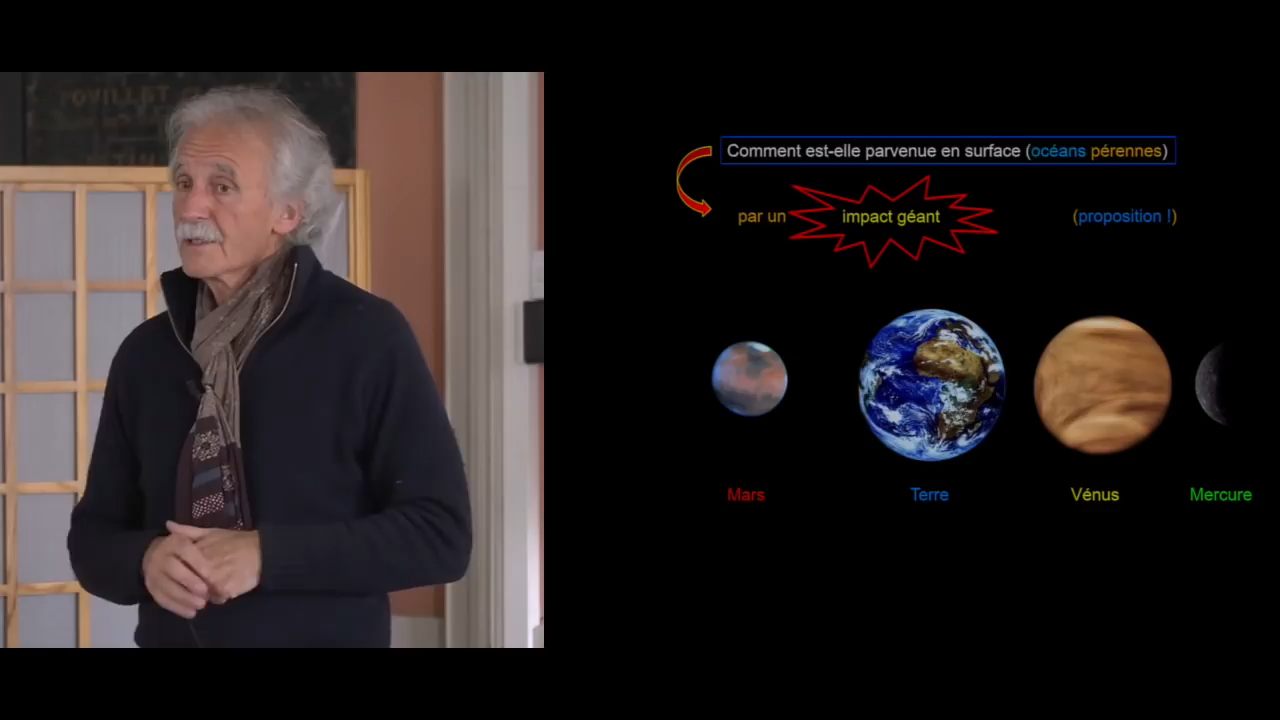 Comment est-elle parvenue en surface (océans pérennes)
par un impact géant (proposition !)
Mars Terre Vénus Mercure